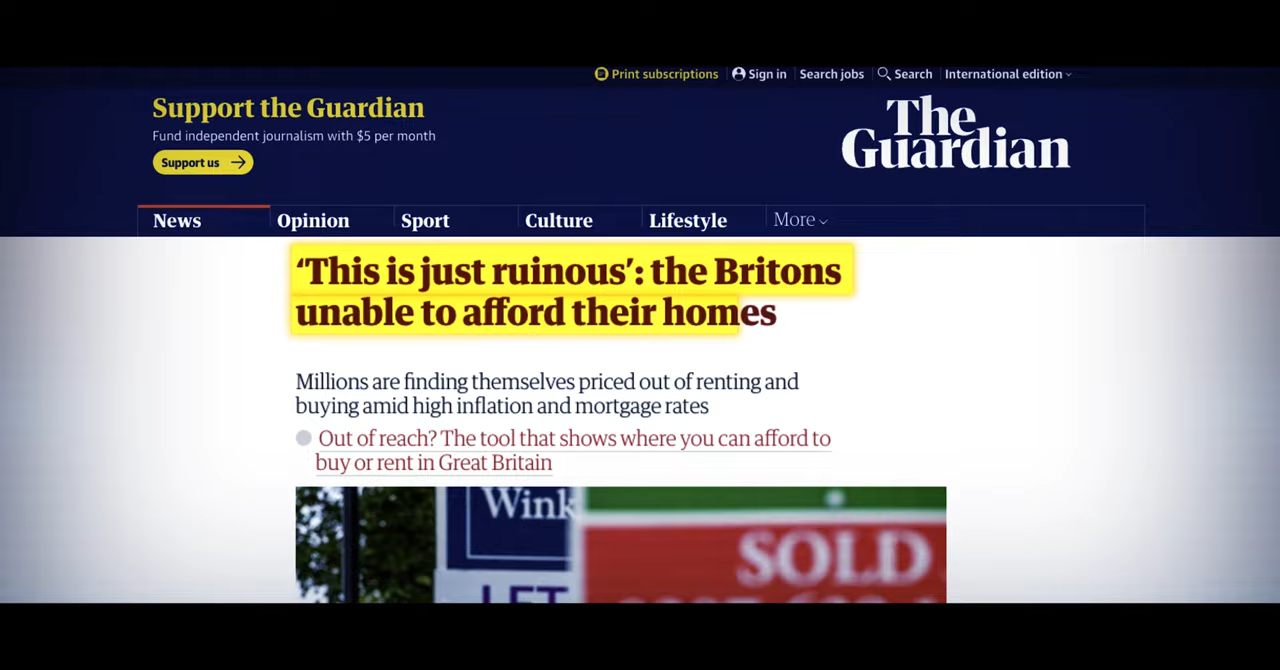 Print subscriptions
Sign in
Search jobs
Search
International edition
Support the Guardian
Fund independent journalism with $5 per month
Support us
The
Guardian
News
Opinion
Sport
Culture
Lifestyle
More
‘This is just ruinous’: the Britons
unable to afford their homes
Millions are finding themselves priced out of renting and
buying amid high inflation and mortgage rates
Out of reach? The tool that shows where you can afford to
buy or rent in Great Britain
Wink
LET
SOLD